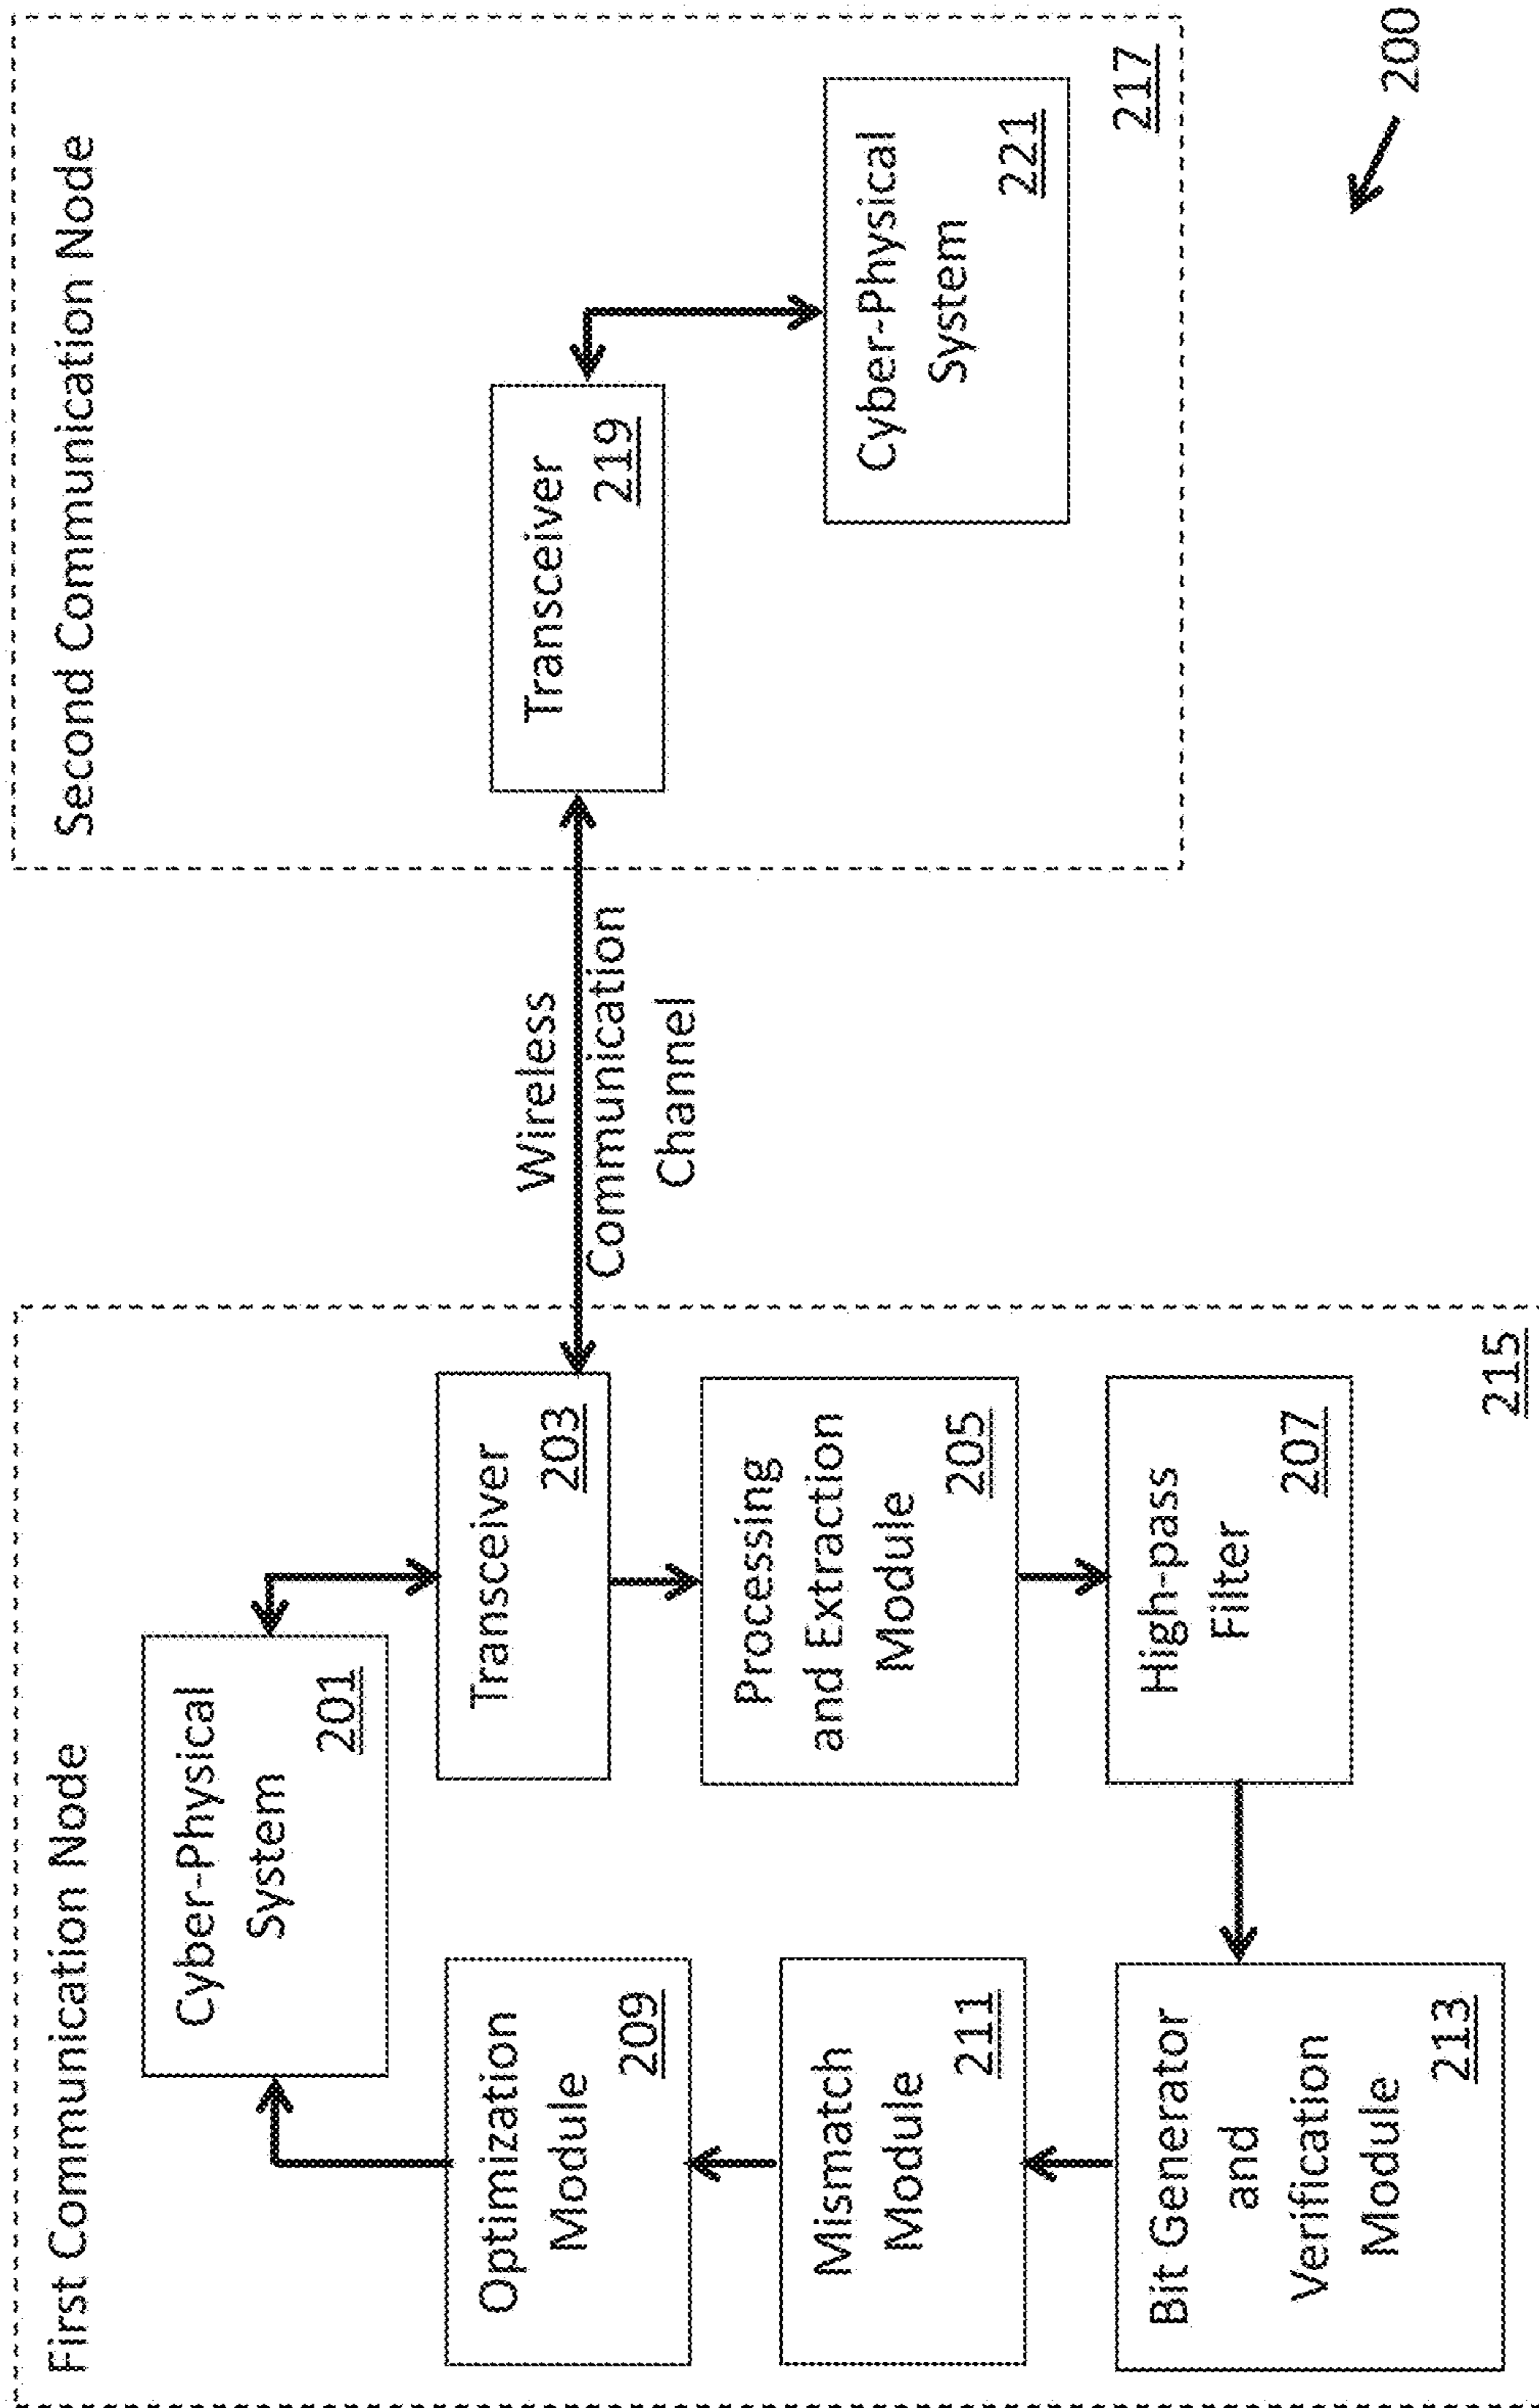 First Communication Node
Cyber-Physical
System
201
Transceiver
203
Processing
and Extraction
Module
205
High-pass
Filter
207
Optimization
Module
209
Mismatch
Module
211
Bit Generator
and
Verification
Module
213
215
Wireless
Communication
Channel
Second Communication Node
Transceiver
219
Cyber-Physical
System
221
217
200